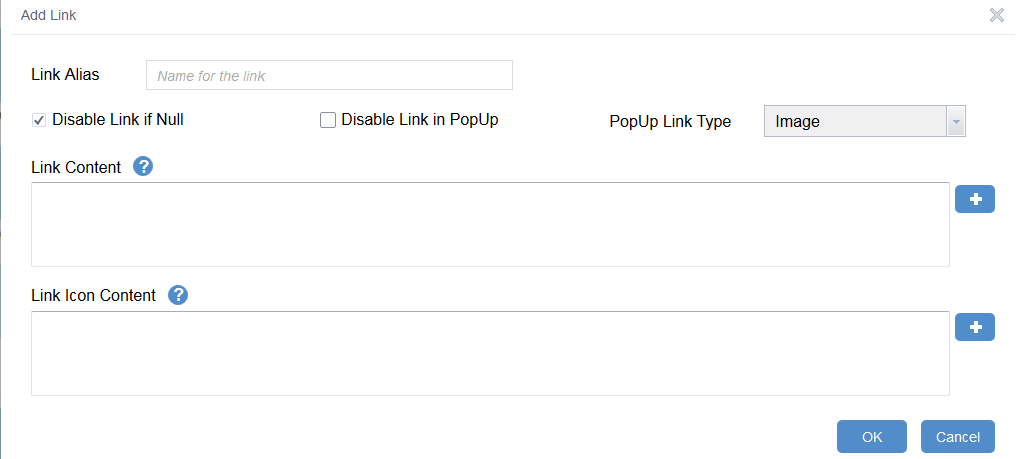 Add Link
Link Alias Name for the link
Disable Link if Null Disable Link in PopUp PopUp Link Type Image
Link Content ?
Link Icon Content ?
OK Cancel